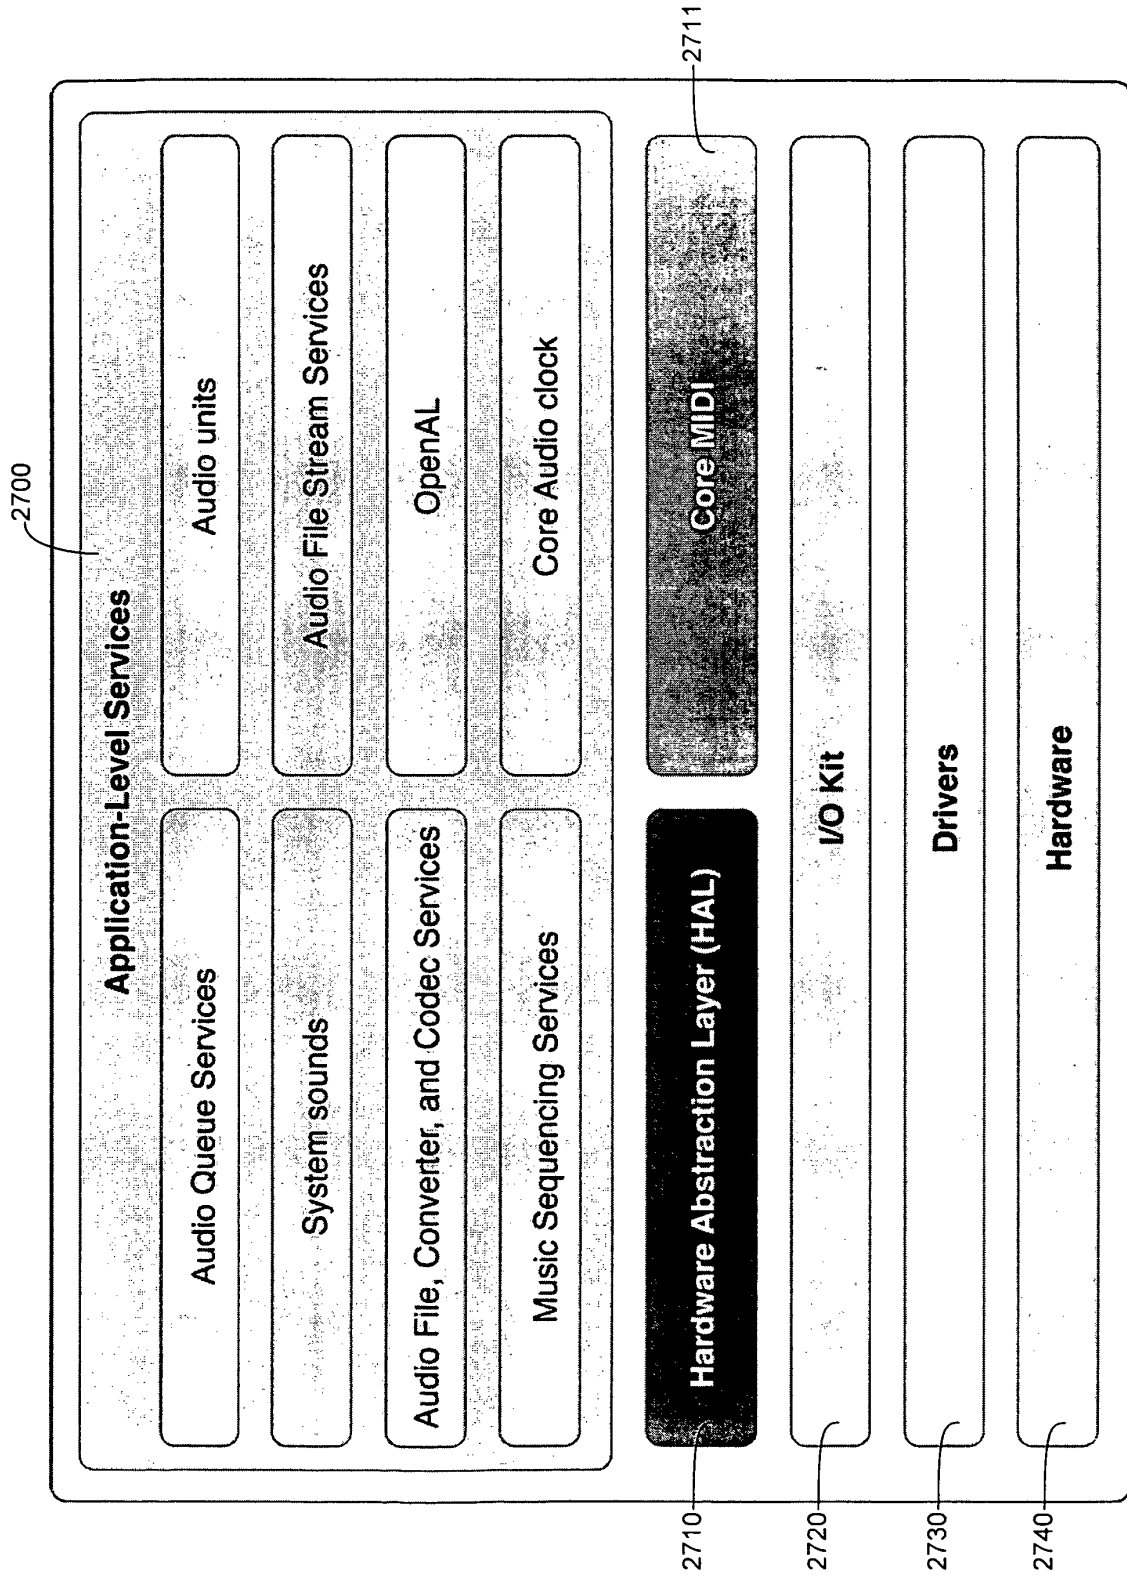 2700
Application-Level Services
Audio Queue Services
Audio units
System sounds
Audio File Stream Services
Audio File, Converter, and Codec Services
OpenAL
Music Sequencing Services
Core Audio clock
2710
Hardware Abstraction Layer (HAL)
Core MIDI
2711
2720
I/O Kit
2730
Drivers
2740
Hardware